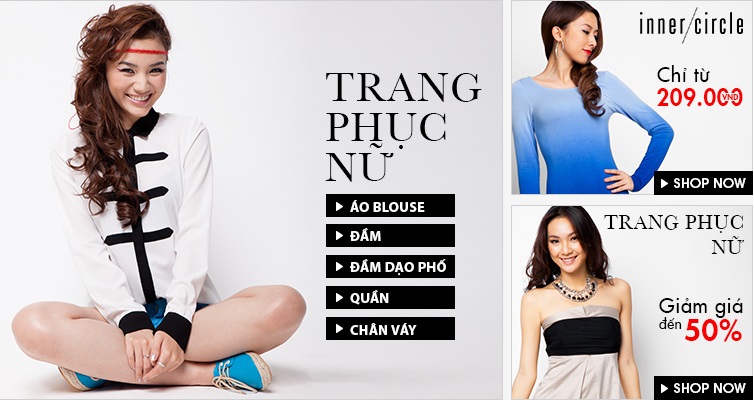 TRANG
PHỤC
NỮ
ÁO BLOUSE
ĐẦM
ĐẦM DẠO PHỐ
QUẦN
CHÂN VÁY
inner/circle
Chỉ từ
209.000 VND
SHOP NOW
TRANG PHỤC
NỮ
Giảm giá
đến 50%
SHOP NOW